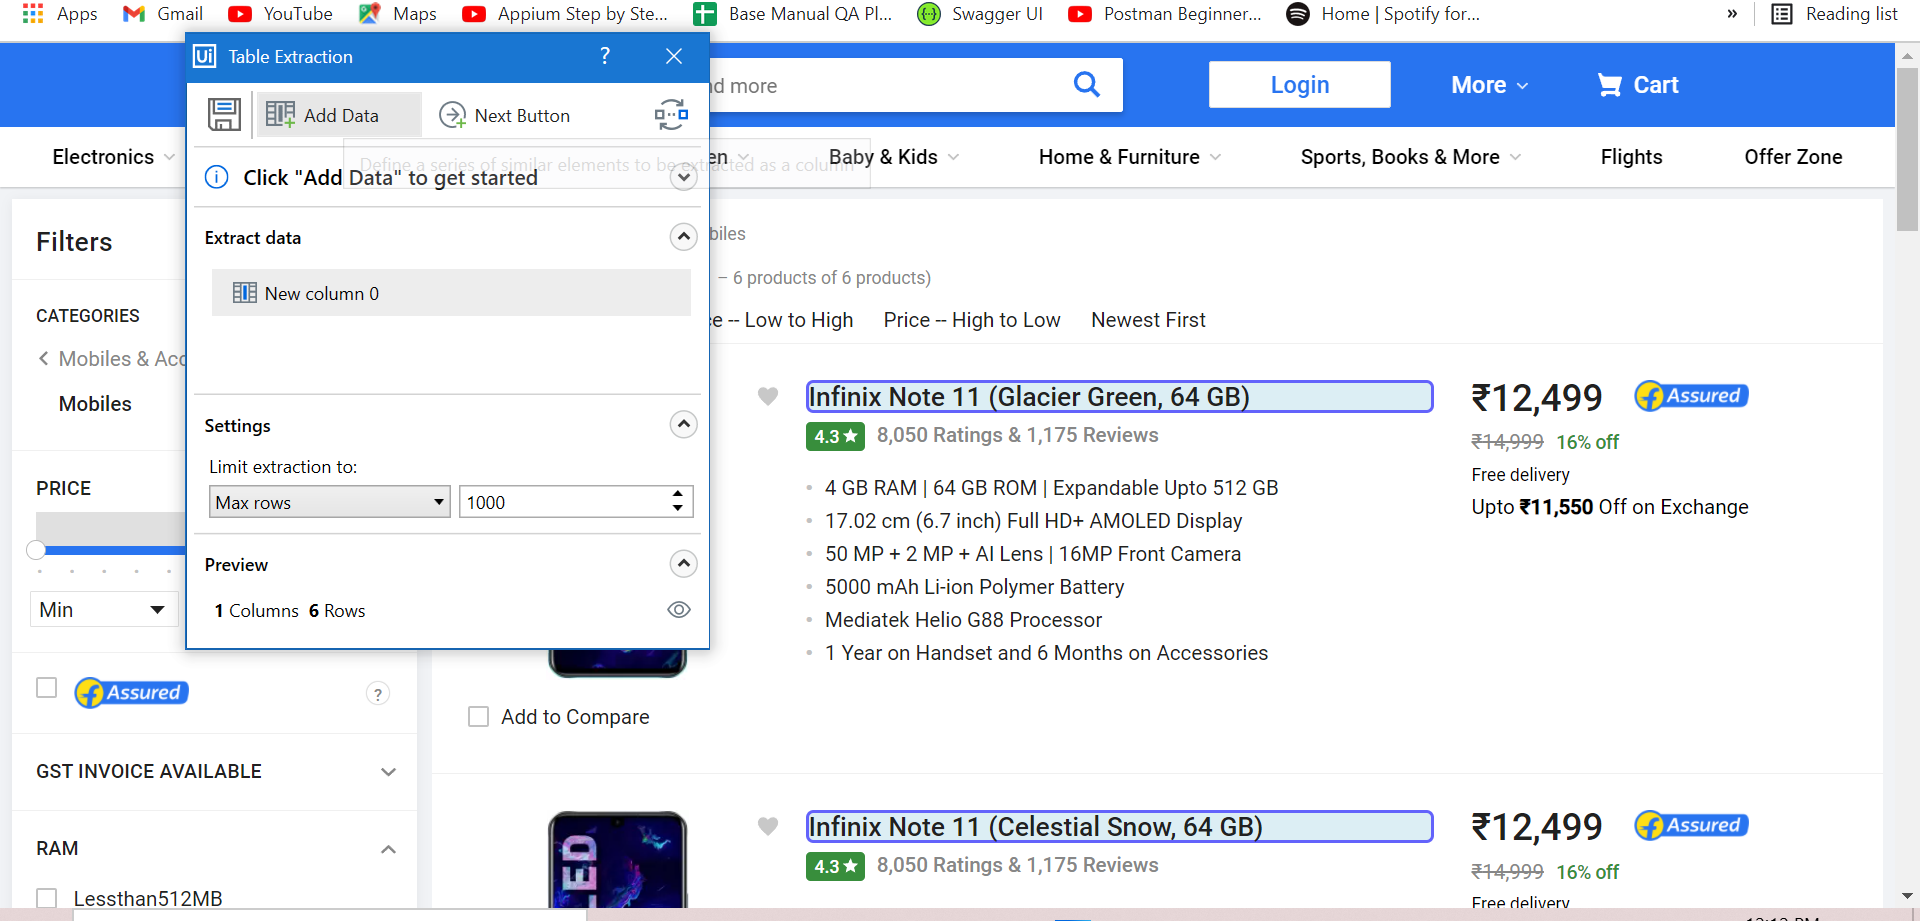 Apps Gmail YouTube Maps Appium Step by Ste... Base Manual QA Pl... Swagger UI Postman Beginner... Home | Spotify for... » Reading list
Ui Table Extraction ?
Add Data Next Button
Define a series of similar elements to be extracted as a column
Click "Add Data" to get started
Extract data
New column 0
Settings
Limit extraction to:
Max rows 1000
Preview
1 Columns 6 Rows
nd more
Login More Cart
Electronics en Baby & Kids Home & Furniture Sports, Books & More Flights Offer Zone
Filters
CATEGORIES
Mobiles & Acc
Mobiles
PRICE
Min
Assured ?
GST INVOICE AVAILABLE
RAM
Lessthan512MB
biles
– 6 products of 6 products)
ce -- Low to High Price -- High to Low Newest First
Infinix Note 11 (Glacier Green, 64 GB)
4.3★ 8,050 Ratings & 1,175 Reviews
4 GB RAM | 64 GB ROM | Expandable Upto 512 GB
17.02 cm (6.7 inch) Full HD+ AMOLED Display
50 MP + 2 MP + AI Lens | 16MP Front Camera
5000 mAh Li-ion Polymer Battery
Mediatek Helio G88 Processor
1 Year on Handset and 6 Months on Accessories
₹12,499 Assured
₹14,999 16% off
Free delivery
Upto ₹11,550 Off on Exchange
Add to Compare
LED
Infinix Note 11 (Celestial Snow, 64 GB)
4.3★ 8,050 Ratings & 1,175 Reviews
₹12,499 Assured
₹14,999 16% off
Free delivery